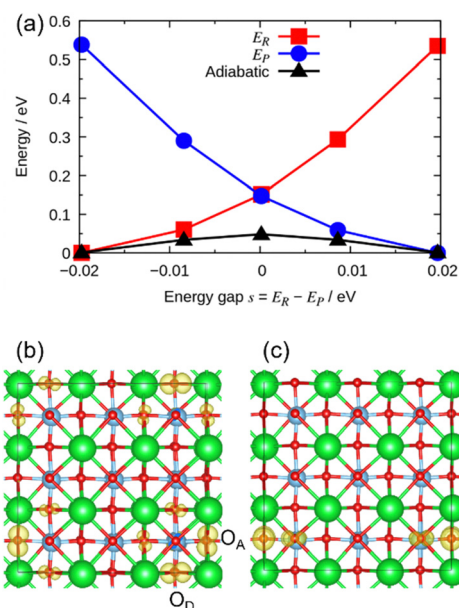 (a)
0.6
0.5
0.4
0.3
0.2
0.1
0
Energy / eV
E_R
E_P
Adiabatic
−0.02 −0.01 0 0.01 0.02
Energy gap s = E_R − E_P / eV
(b) (c)
O_A
O_D